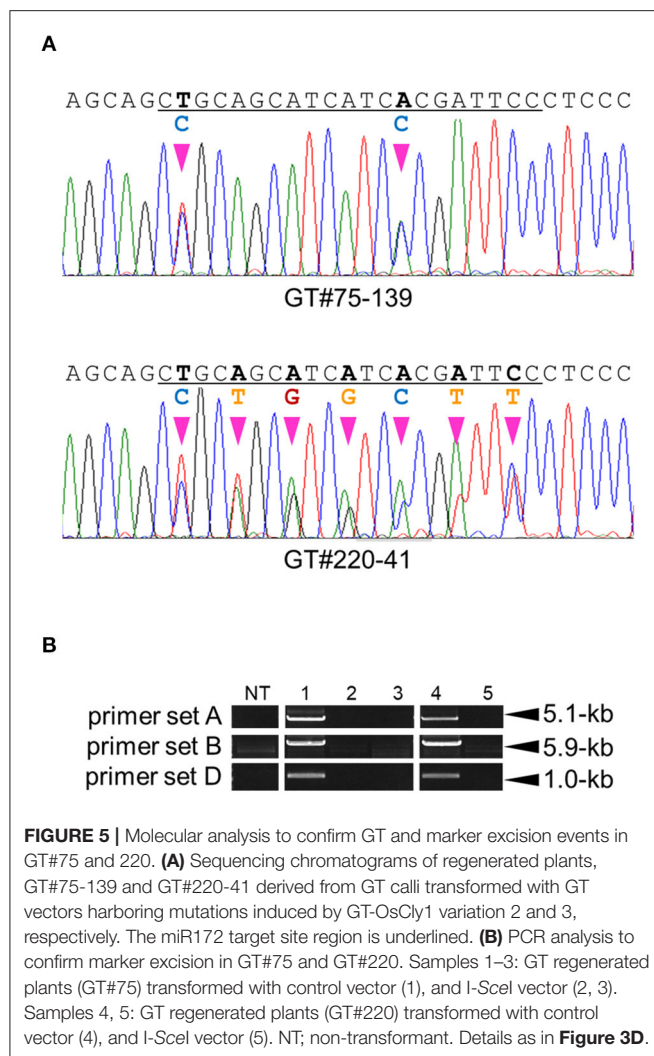 A
AGCAGCTGCAGCATCATCACGATTCCCTCCC
C C
GT#75-139
AGCAGCTGCAGCATCATCACGATTCCCTCCC
C T G G C T T
GT#220-41
B
NT 1 2 3 4 5
primer set A 5.1-kb
primer set B 5.9-kb
primer set D 1.0-kb
FIGURE 5 | Molecular analysis to confirm GT and marker excision events in
GT#75 and 220. (A) Sequencing chromatograms of regenerated plants,
GT#75-139 and GT#220-41 derived from GT calli transformed with GT
vectors harboring mutations induced by GT-OsCly1 variation 2 and 3,
respectively. The miR172 target site region is underlined. (B) PCR analysis to
confirm marker excision in GT#75 and GT#220. Samples 1–3: GT regenerated
plants (GT#75) transformed with control vector (1), and I-SceI vector (2, 3).
Samples 4, 5: GT regenerated plants (GT#220) transformed with control
vector (4), and I-SceI vector (5). NT; non-transformant. Details as in Figure 3D.